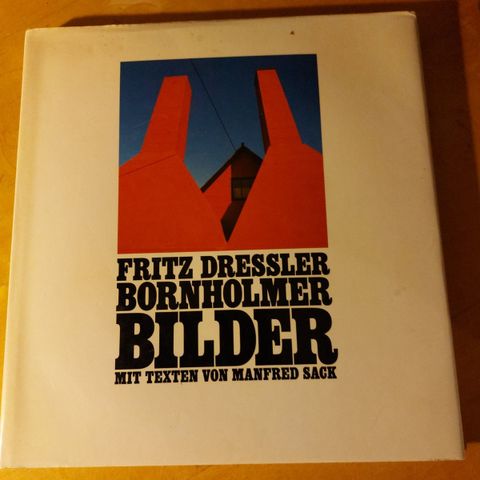 FRITZ DRESSLER
BORNHOLMER
BILDER
MIT TEXTEN VON MANFRED SACK